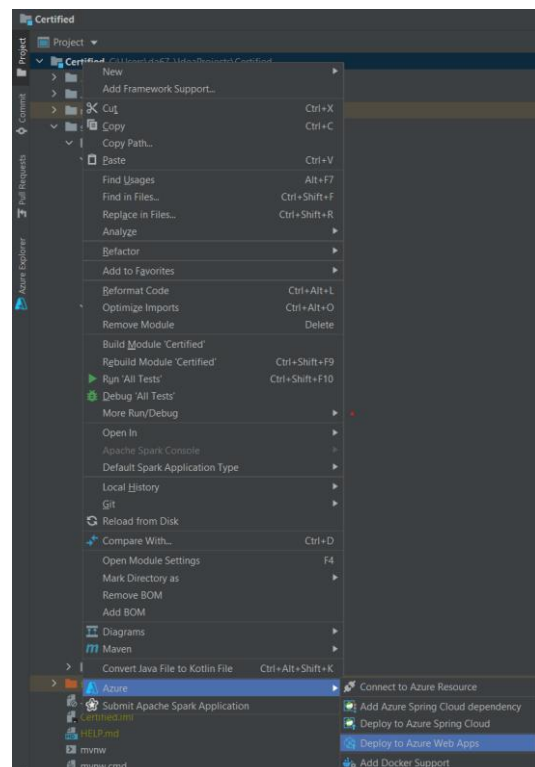 Certified
Project
Project
Commit
Pull Requests
Azure Explorer
New
Add Framework Support...
Cut Ctrl+X
Copy Ctrl+C
Copy Path...
Paste Ctrl+V
Find Usages Alt+F7
Find in Files... Ctrl+Shift+F
Replace in Files... Ctrl+Shift+R
Analyze
Refactor
Add to Favorites
Reformat Code Ctrl+Alt+L
Optimize Imports Ctrl+Alt+O
Remove Module Delete
Build Module 'Certified'
Rebuild Module 'Certified' Ctrl+Shift+F9
Run 'All Tests' Ctrl+Shift+F10
Debug 'All Tests'
More Run/Debug
Open In
Apache Spark Console
Default Spark Application Type
Local History
Git
Reload from Disk
Compare With... Ctrl+D
Open Module Settings F4
Mark Directory as
Remove BOM
Add BOM
Diagrams
Maven
Convert Java File to Kotlin File Ctrl+Alt+Shift+K
Azure
Connect to Azure Resource
Submit Apache Spark Application
Add Azure Spring Cloud dependency
Certified.iml
Deploy to Azure Spring Cloud
HELP.md
Deploy to Azure Web Apps
mvnw
mvnw.cmd
Add Docker Support